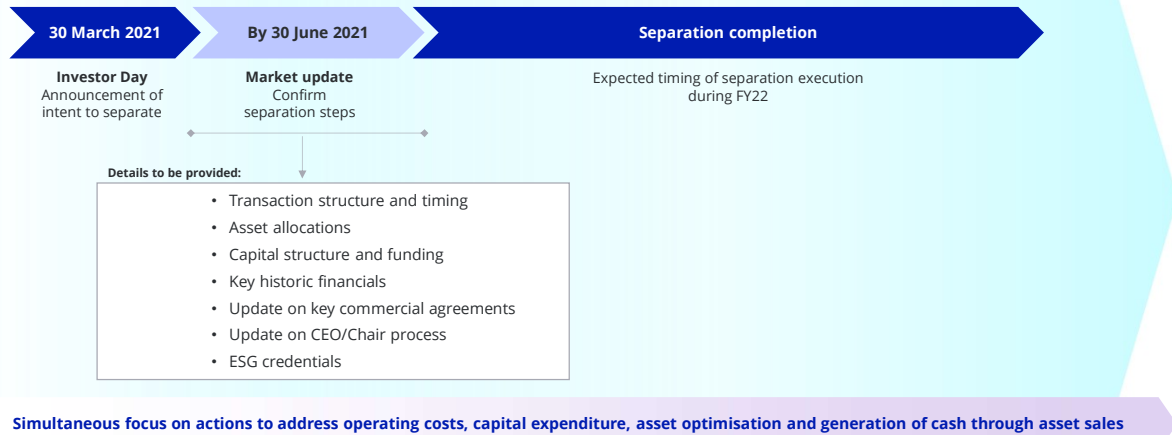 30 March 2021
By 30 June 2021
Separation completion
Investor Day
Announcement of
intent to separate
Market update
Confirm
separation steps
Expected timing of separation execution
during FY22
Details to be provided:
• Transaction structure and timing
• Asset allocations
• Capital structure and funding
• Key historic financials
• Update on key commercial agreements
• Update on CEO/Chair process
• ESG credentials
Simultaneous focus on actions to address operating costs, capital expenditure, asset optimisation and generation of cash through asset sales